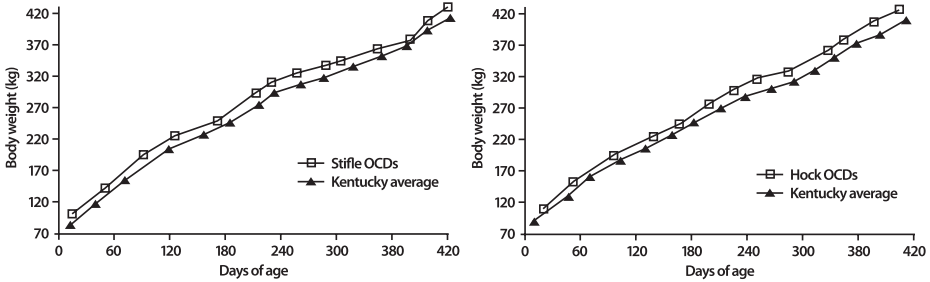 420
370
320
270
220
170
120
70
Body weight (kg)
0 60 120 180 240 300 360 420
Days of age
Stifle OCDs
Kentucky average
420
370
320
270
220
170
120
70
Body weight (kg)
0 60 120 180 240 300 360 420
Days of age
Hock OCDs
Kentucky average